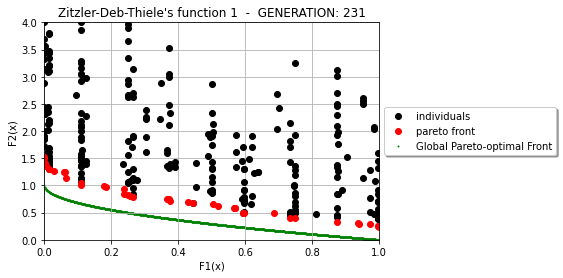 Zitzler-Deb-Thiele's function 1 - GENERATION: 231
4.0
3.5
3.0
2.5
2.0
1.5
1.0
0.5
0.0
F2(x)
0.0 0.2 0.4 0.6 0.8 1.0
F1(x)
individuals
pareto front
Global Pareto-optimal Front